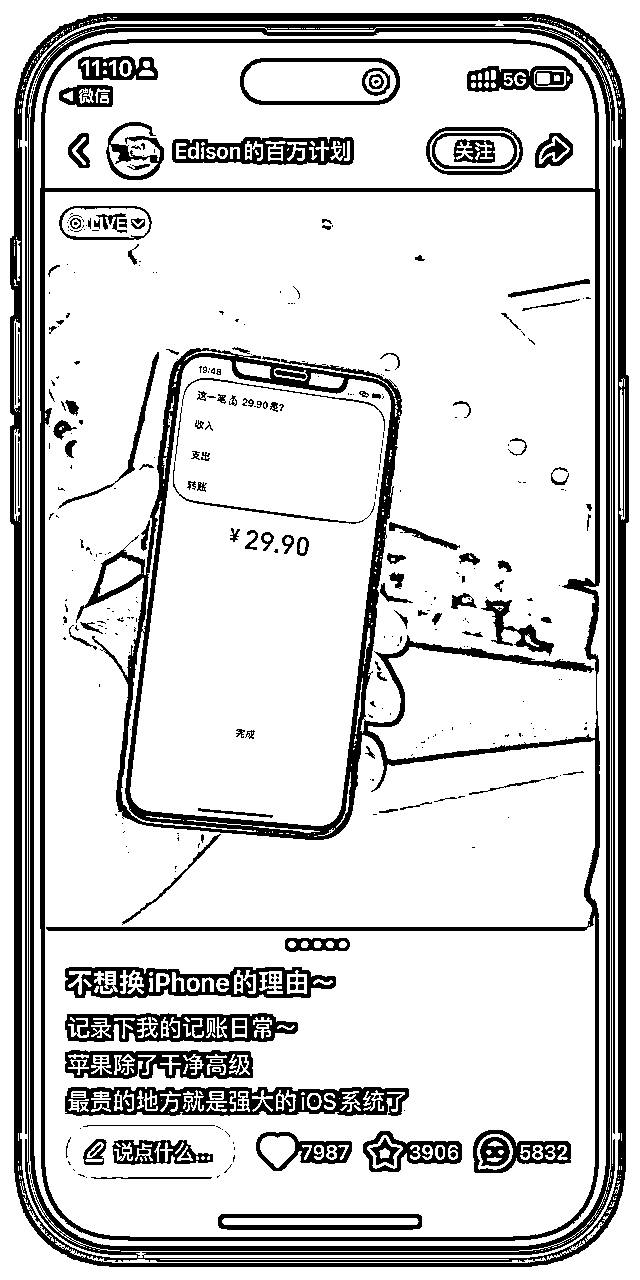 11:10
5G
微信
Edison的百万计划
关注
LIVE
19:48
这一笔💰 29.90是?
收入
支出
转账
¥ 29.90
完成
不想换iPhone的理由～
记录下我的记账日常～
苹果除了干净高级
最贵的地方就是强大的iOS系统了
说点什么...
7987
3906
5832